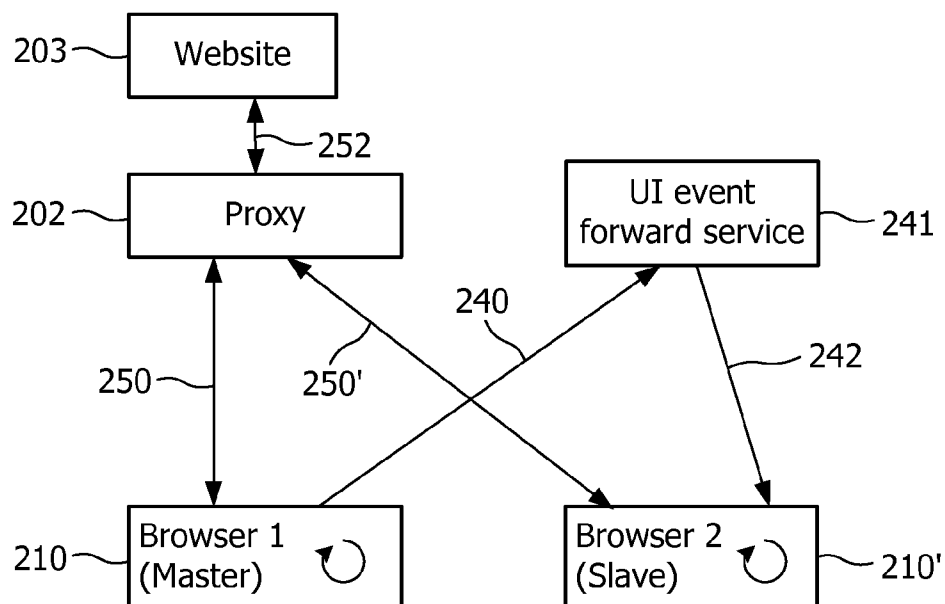 203
Website
252
202
Proxy
UI event
forward service
241
250
250'
240
242
210
Browser 1
(Master)
Browser 2
(Slave)
210'